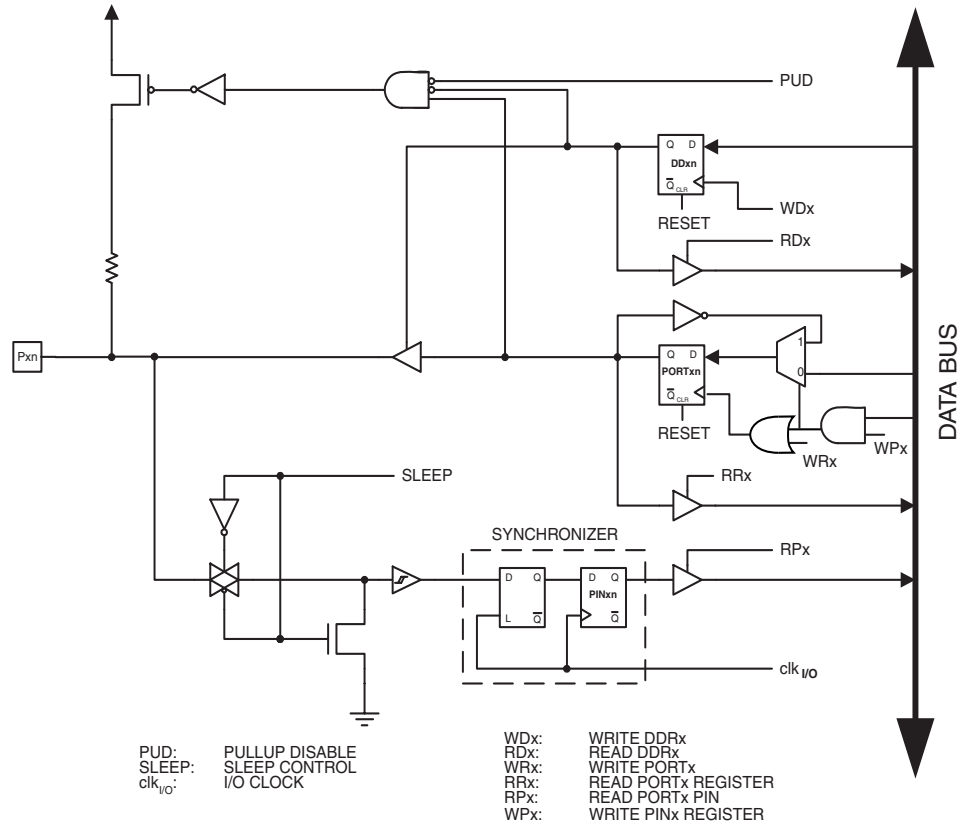 PUD
Q D
DDxn
Q CLR
WDx
RESET
RDx
Pxn
1
Q D
PORTxn
0
Q CLR
RESET
WRx
WPx
DATA BUS
SLEEP
RRx
SYNCHRONIZER
RPx
D Q
D Q
PINxn
L Q
Q
clk I/O
PUD: PULLUP DISABLE
SLEEP: SLEEP CONTROL
clk I/O: I/O CLOCK
WDx: WRITE DDRx
RDx: READ DDRx
WRx: WRITE PORTx
RRx: READ PORTx REGISTER
RPx: READ PORTx PIN
WPx: WRITE PINx REGISTER